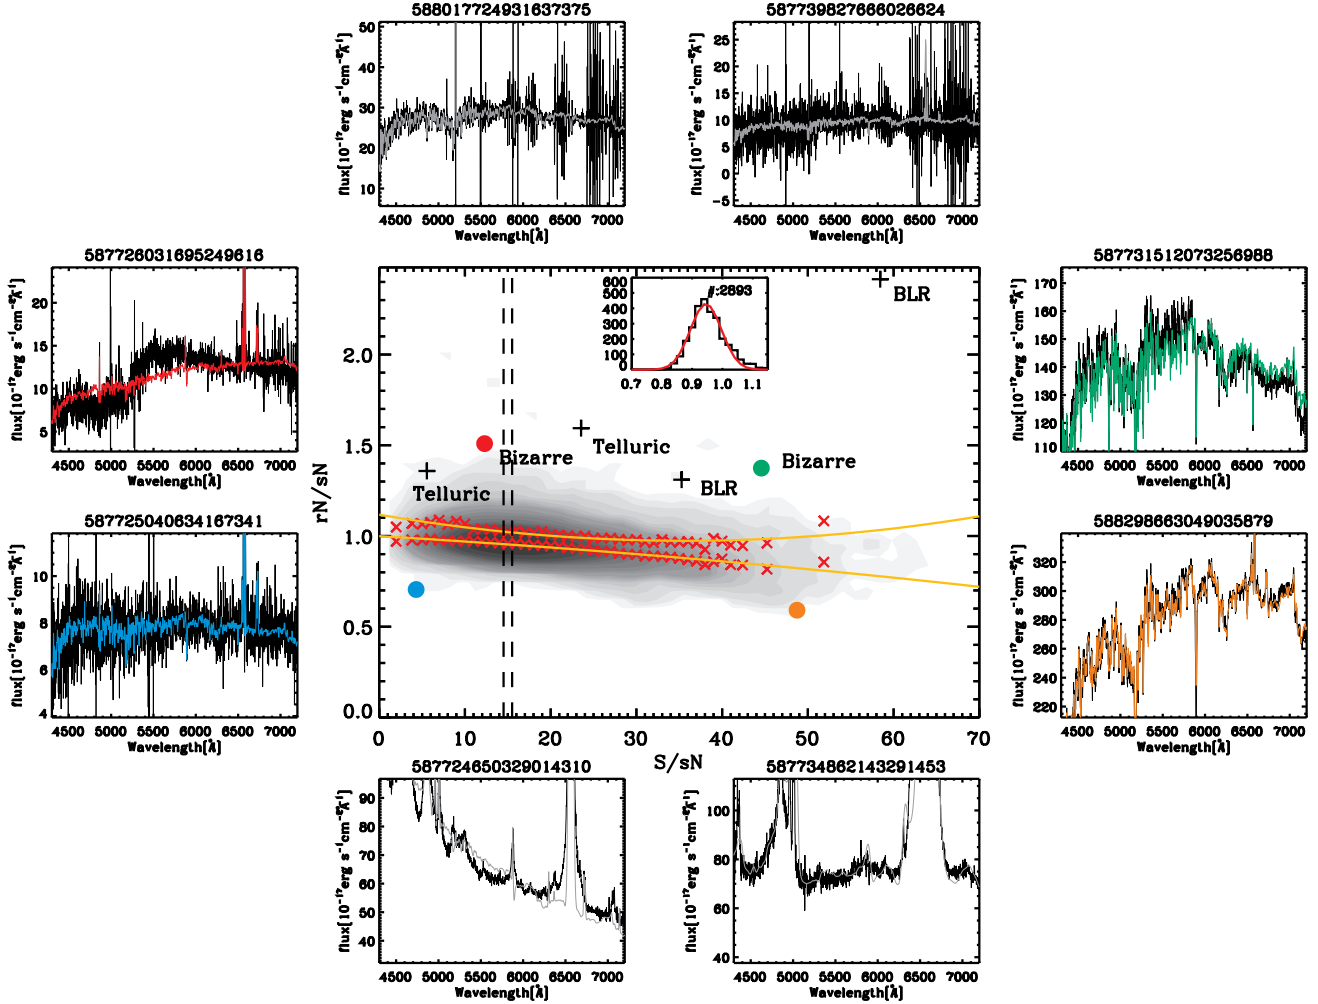 588017724931637375
50
40
30
20
10
flux[10⁻¹⁷erg s⁻¹cm⁻²Å⁻¹]
4500 5000 5500 6000 6500 7000
Wavelength[Å]
587739827666026624
25
20
15
10
5
0
-5
flux[10⁻¹⁷erg s⁻¹cm⁻²Å⁻¹]
4500 5000 5500 6000 6500 7000
Wavelength[Å]
587726031695249616
20
15
10
5
flux[10⁻¹⁷erg s⁻¹cm⁻²Å⁻¹]
4500 5000 5500 6000 6500 7000
Wavelength[Å]
587725040634167341
10
8
6
4
flux[10⁻¹⁷erg s⁻¹cm⁻²Å⁻¹]
4500 5000 5500 6000 6500 7000
Wavelength[Å]
2.0
1.5
1.0
0.5
0.0
rN/sN
0 10 20 30 40 50 60 70
S/sN
BLR
Telluric
Bizarre
Bizarre
Telluric
BLR
#:2893
600
500
400
300
200
100
0
0.7 0.8 0.9 1.0 1.1
587731512073256988
170
160
150
140
130
120
110
flux[10⁻¹⁷erg s⁻¹cm⁻²Å⁻¹]
4500 5000 5500 6000 6500 7000
Wavelength[Å]
588298663049035879
320
300
280
260
240
220
flux[10⁻¹⁷erg s⁻¹cm⁻²Å⁻¹]
4500 5000 5500 6000 6500 7000
Wavelength[Å]
587724650329014310
90
80
70
60
50
40
flux[10⁻¹⁷erg s⁻¹cm⁻²Å⁻¹]
4500 5000 5500 6000 6500 7000
Wavelength[Å]
587734862143291453
100
80
60
40
flux[10⁻¹⁷erg s⁻¹cm⁻²Å⁻¹]
4500 5000 5500 6000 6500 7000
Wavelength[Å]